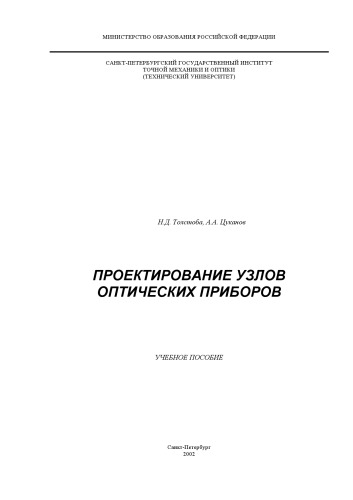 МИНИСТЕРСТВО ОБРАЗОВАНИЯ РОССИЙСКОЙ ФЕДЕРАЦИИ
САНКТ-ПЕТЕРБУРГСКИЙ ГОСУДАРСТВЕННЫЙ ИНСТИТУТ
ТОЧНОЙ МЕХАНИКИ И ОПТИКИ
(ТЕХНИЧЕСКИЙ УНИВЕРСИТЕТ)
Н.Д. Толстоба, А.А. Цуканов
ПРОЕКТИРОВАНИЕ УЗЛОВ
ОПТИЧЕСКИХ ПРИБОРОВ
УЧЕБНОЕ ПОСОБИЕ
Санкт-Петербург
2002